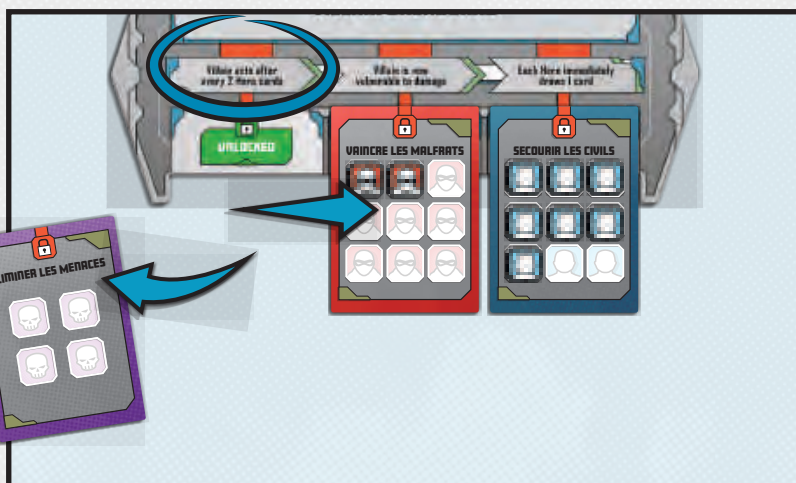 Villain acts after
every 2 Hero cards
Villain is now
vulnerable to damage
Each Hero immediately
draws 1 card
UNLOCKED
VAINCRE LES MALFRATS
SECOURIR LES CIVILS
IMINER LES MENACES